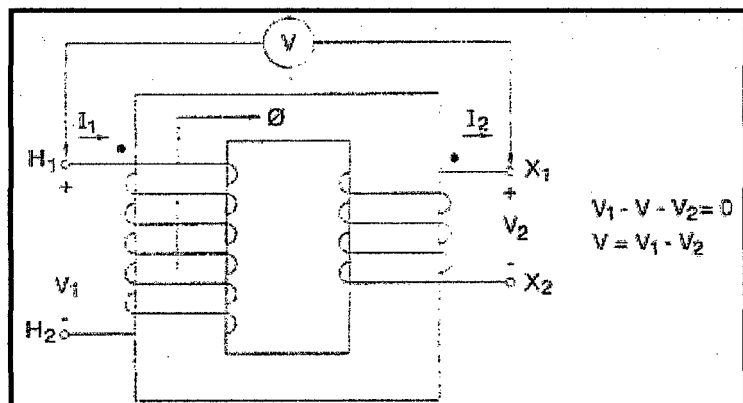 V
I₁
Ø
I₂
H₁
X₁
+
+
V₁ - V - V₂ = 0
V₂
V = V₁ - V₂
V₁
-
-
X₂
H₂